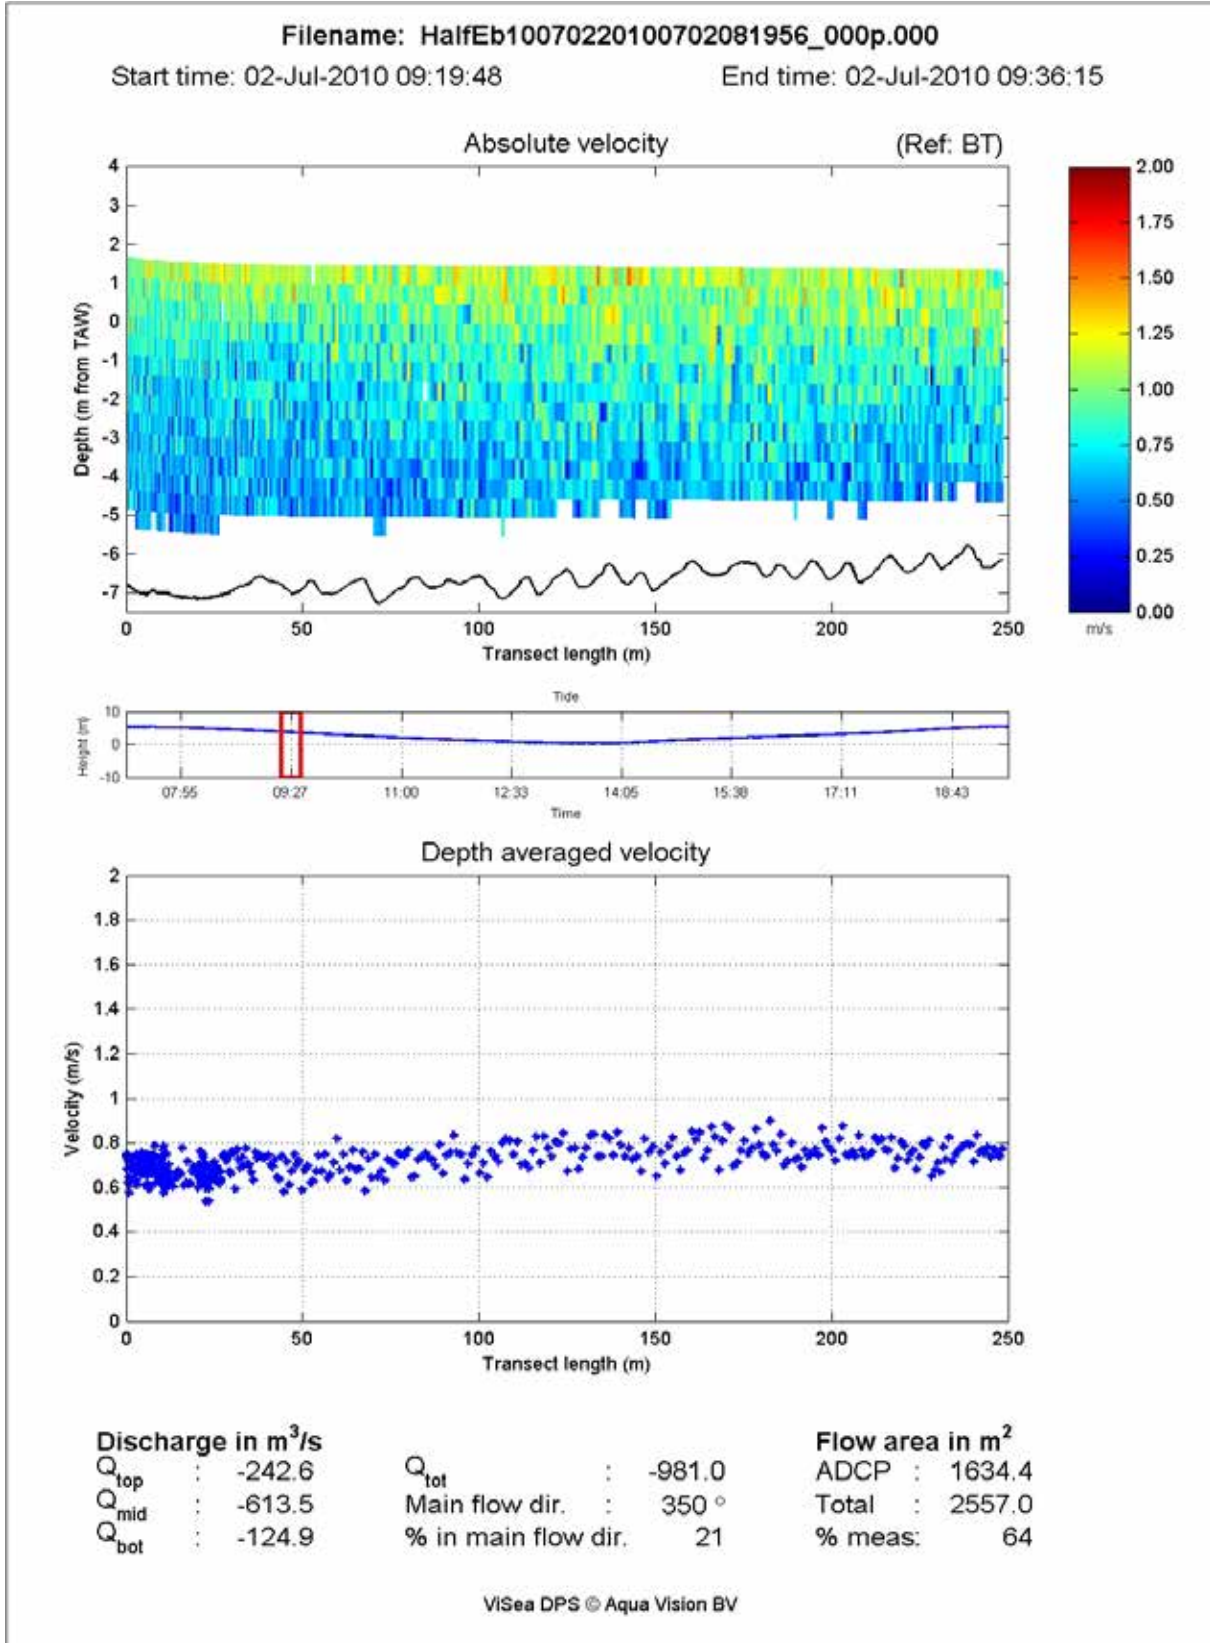 Filename: HalfEb10070220100702081956_000p.000
Start time: 02-Jul-2010 09:19:48 End time: 02-Jul-2010 09:36:15
Absolute velocity (Ref: BT)
4
3
2
1
0
-1
-2
-3
-4
-5
-6
-7
Depth (m from TAW)
0 50 100 150 200 250
Transect length (m)
2.00
1.75
1.50
1.25
1.00
0.75
0.50
0.25
0.00
m/s
Tide
10
0
-10
Height (m)
07:55 09:27 11:00 12:33 14:05 15:38 17:11 18:43
Time
Depth averaged velocity
2
1.8
1.6
1.4
1.2
1
0.8
0.6
0.4
0.2
0
Velocity (m/s)
0 50 100 150 200 250
Transect length (m)
Discharge in m³/s Flow area in m²
Qtop : -242.6 Qtot : -981.0 ADCP : 1634.4
Qmid : -613.5 Main flow dir. : 350 ° Total : 2557.0
Qbot : -124.9 % in main flow dir. 21 % meas: 64
ViSea DPS © Aqua Vision BV